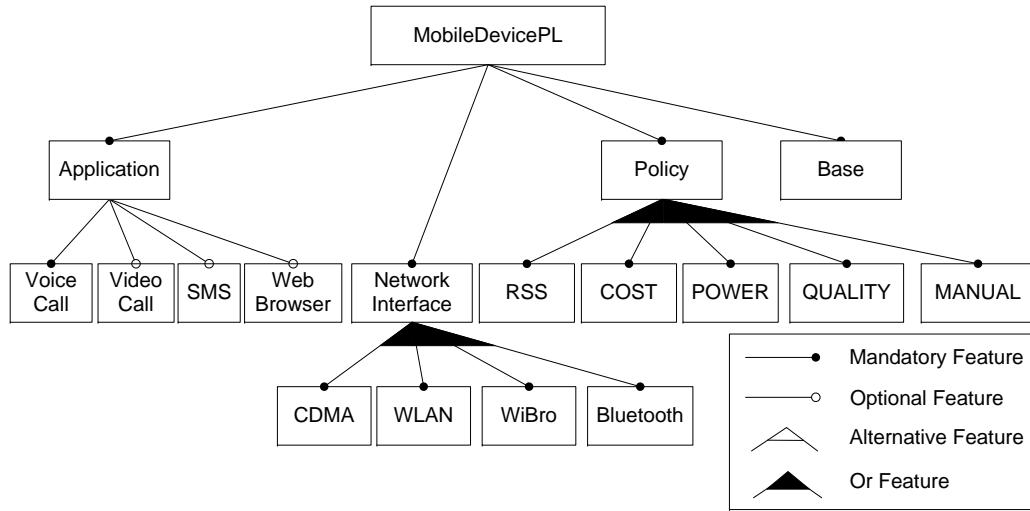 MobileDevicePL
Application
Policy
Base
Voice
Call
Video
Call
SMS
Web
Browser
Network
Interface
RSS
COST
POWER
QUALITY
MANUAL
CDMA
WLAN
WiBro
Bluetooth
Mandatory Feature
Optional Feature
Alternative Feature
Or Feature